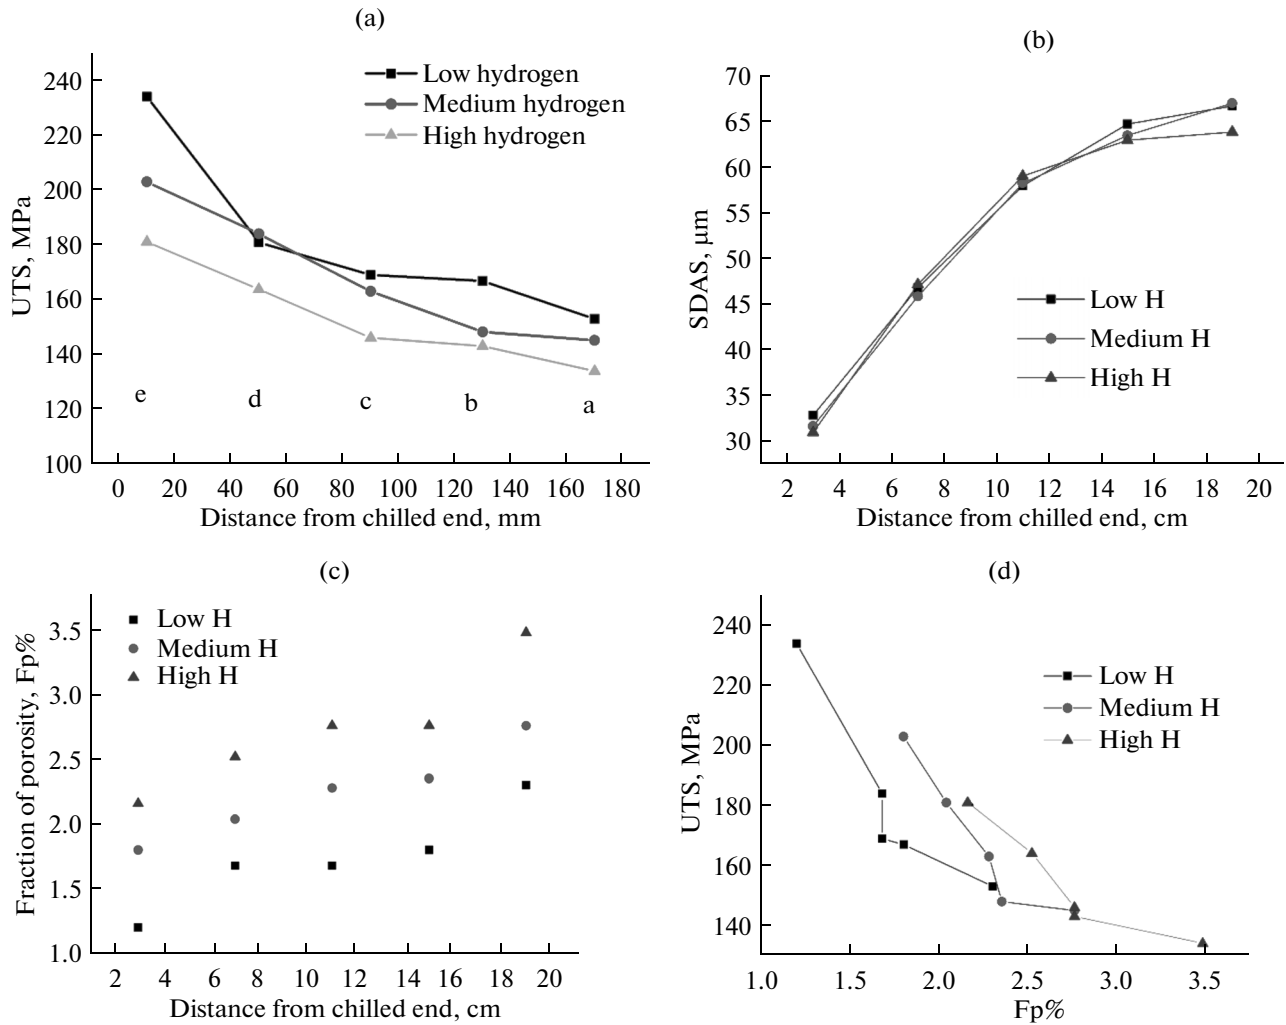 (a)
UTS, MPa
240
220
200
180
160
140
120
100
Low hydrogen
Medium hydrogen
High hydrogen
e d c b a
0 20 40 60 80 100 120 140 160 180
Distance from chilled end, mm
(b)
SDAS, μm
70
65
60
55
50
45
40
35
30
Low H
Medium H
High H
2 4 6 8 10 12 14 16 18 20
Distance from chilled end, cm
(c)
Fraction of porosity, Fp%
3.5
3.0
2.5
2.0
1.5
1.0
Low H
Medium H
High H
2 4 6 8 10 12 14 16 18 20
Distance from chilled end, cm
(d)
UTS, MPa
240
220
200
180
160
140
Low H
Medium H
High H
1.0 1.5 2.0 2.5 3.0 3.5
Fp%